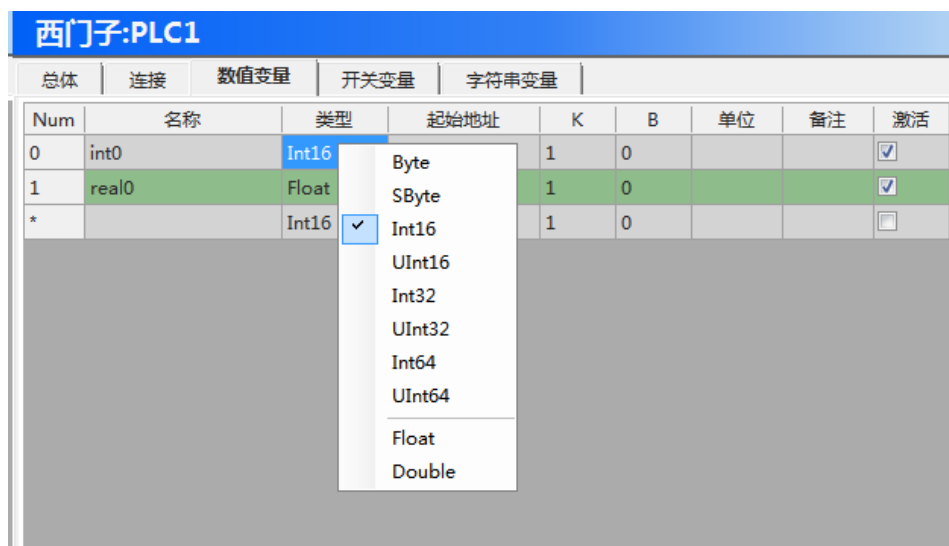 西门子:PLC1
总体 连接 数值变量 开关变量 字符串变量
Num 名称 类型 起始地址 K B 单位 备注 激活
0 int0 Int16 1 0
1 real0 Float 1 0
* Int16 1 0
Byte
SByte
Int16
UInt16
Int32
UInt32
Int64
UInt64
Float
Double